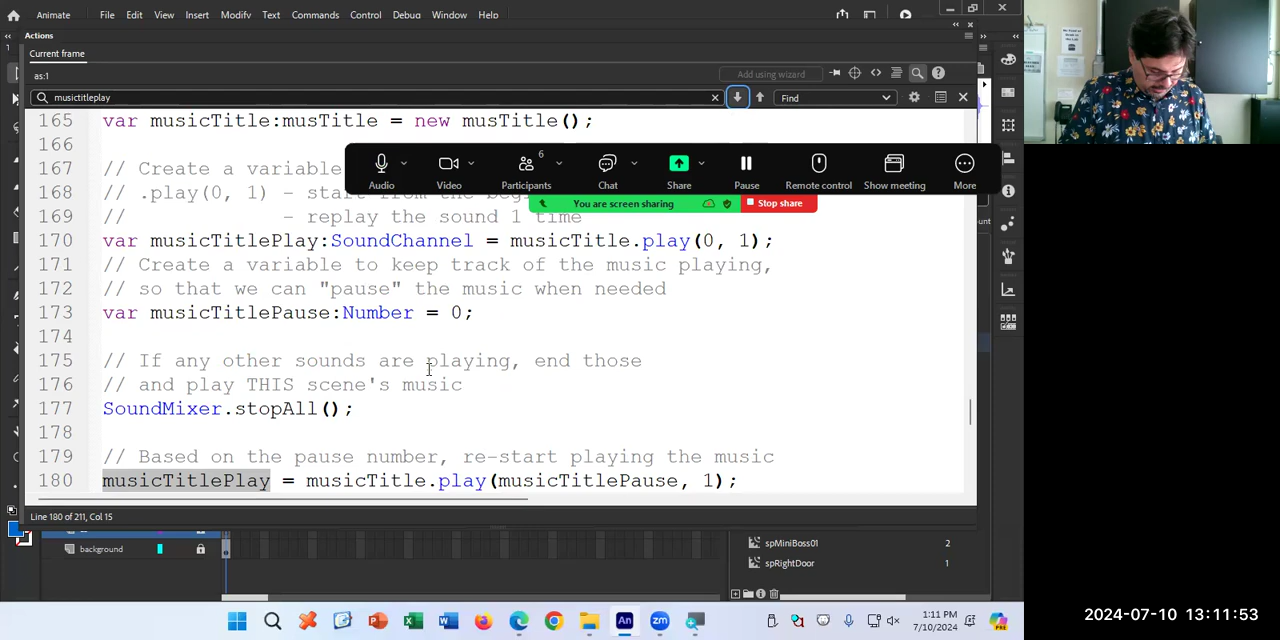 Animate File Edit View Insert Modify Text Commands Control Debug Window Help
Actions
Current frame
as:1
Add using wizard
musictitleplay
Find
165 var musicTitle:musTitle = new musTitle();
166
167 // Create a variable
168 // .play(0, 1) - start from the
169 // - replay the sound 1 time
170 var musicTitlePlay:SoundChannel = musicTitle.play(0, 1);
171 // Create a variable to keep track of the music playing,
172 // so that we can "pause" the music when needed
173 var musicTitlePause:Number = 0;
174
175 // If any other sounds are playing, end those
176 // and play THIS scene's music
177 SoundMixer.stopAll();
178
179 // Based on the pause number, re-start playing the music
180 musicTitlePlay = musicTitle.play(musicTitlePause, 1);
6
Audio Video Participants Chat Share Pause Remote control Show meeting More
You are screen sharing Stop share
Line 180 of 211, Col 15
background
spMiniBoss01 2
spRightDoor 1
1:11 PM
7/10/2024
2024-07-10 13:11:53